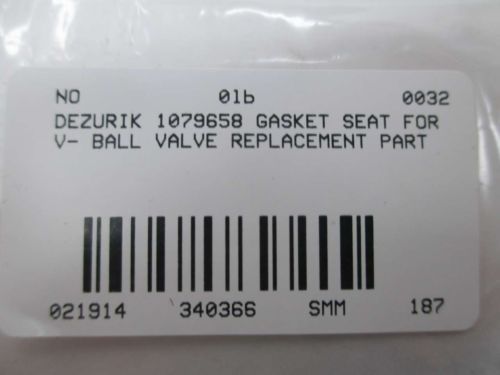 NO 01b 0032
DEZURIK 1079658 GASKET SEAT FOR
V- BALL VALVE REPLACEMENT PART
021914 340366 SMM 187